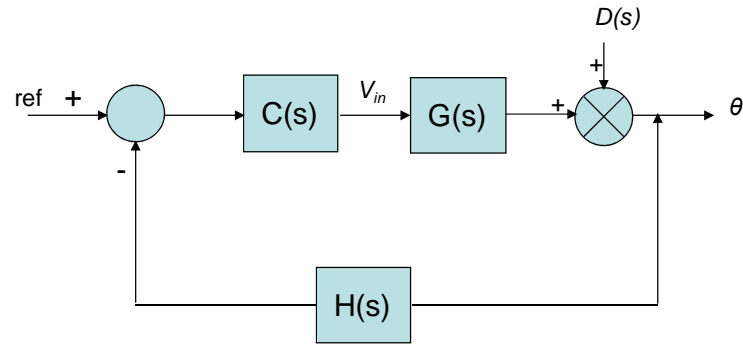 D(s)
+
ref +
C(s)
V_in
G(s)
+
θ
-
H(s)